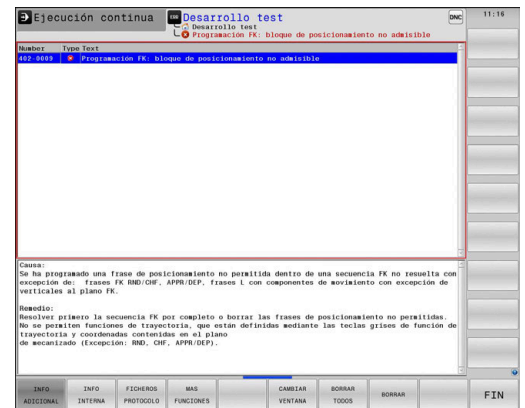 Ejecución continua
ERR Desarrollo test
DNC
11:16
Desarrollo test
Programación FK: bloque de posicionamiento no admisible
Number Type Text
402-0009 Programación FK: bloque de posicionamiento no admisible
Causa:
Se ha programado una frase de posicionamiento no permitida dentro de una secuencia FK no resuelta con
excepción de: frases FK RND/CHF, APPR/DEP, frases L con componentes de movimiento con excepción de
verticales al plano FK.
Remedio:
Resolver primero la secuencia FK por completo o borrar las frases de posicionamiento no permitidas.
No se permiten funciones de trayectoria, que están definidas mediante las teclas grises de función de
trayectoria y coordenadas contenidas en el plano
de mecanizado (Excepción: RND, CHF, APPR/DEP).
INFO ADICIONAL
INFO INTERNA
FICHEROS PROTOCOLO
MAS FUNCIONES
CAMBIAR VENTANA
BORRAR TODOS
BORRAR
FIN